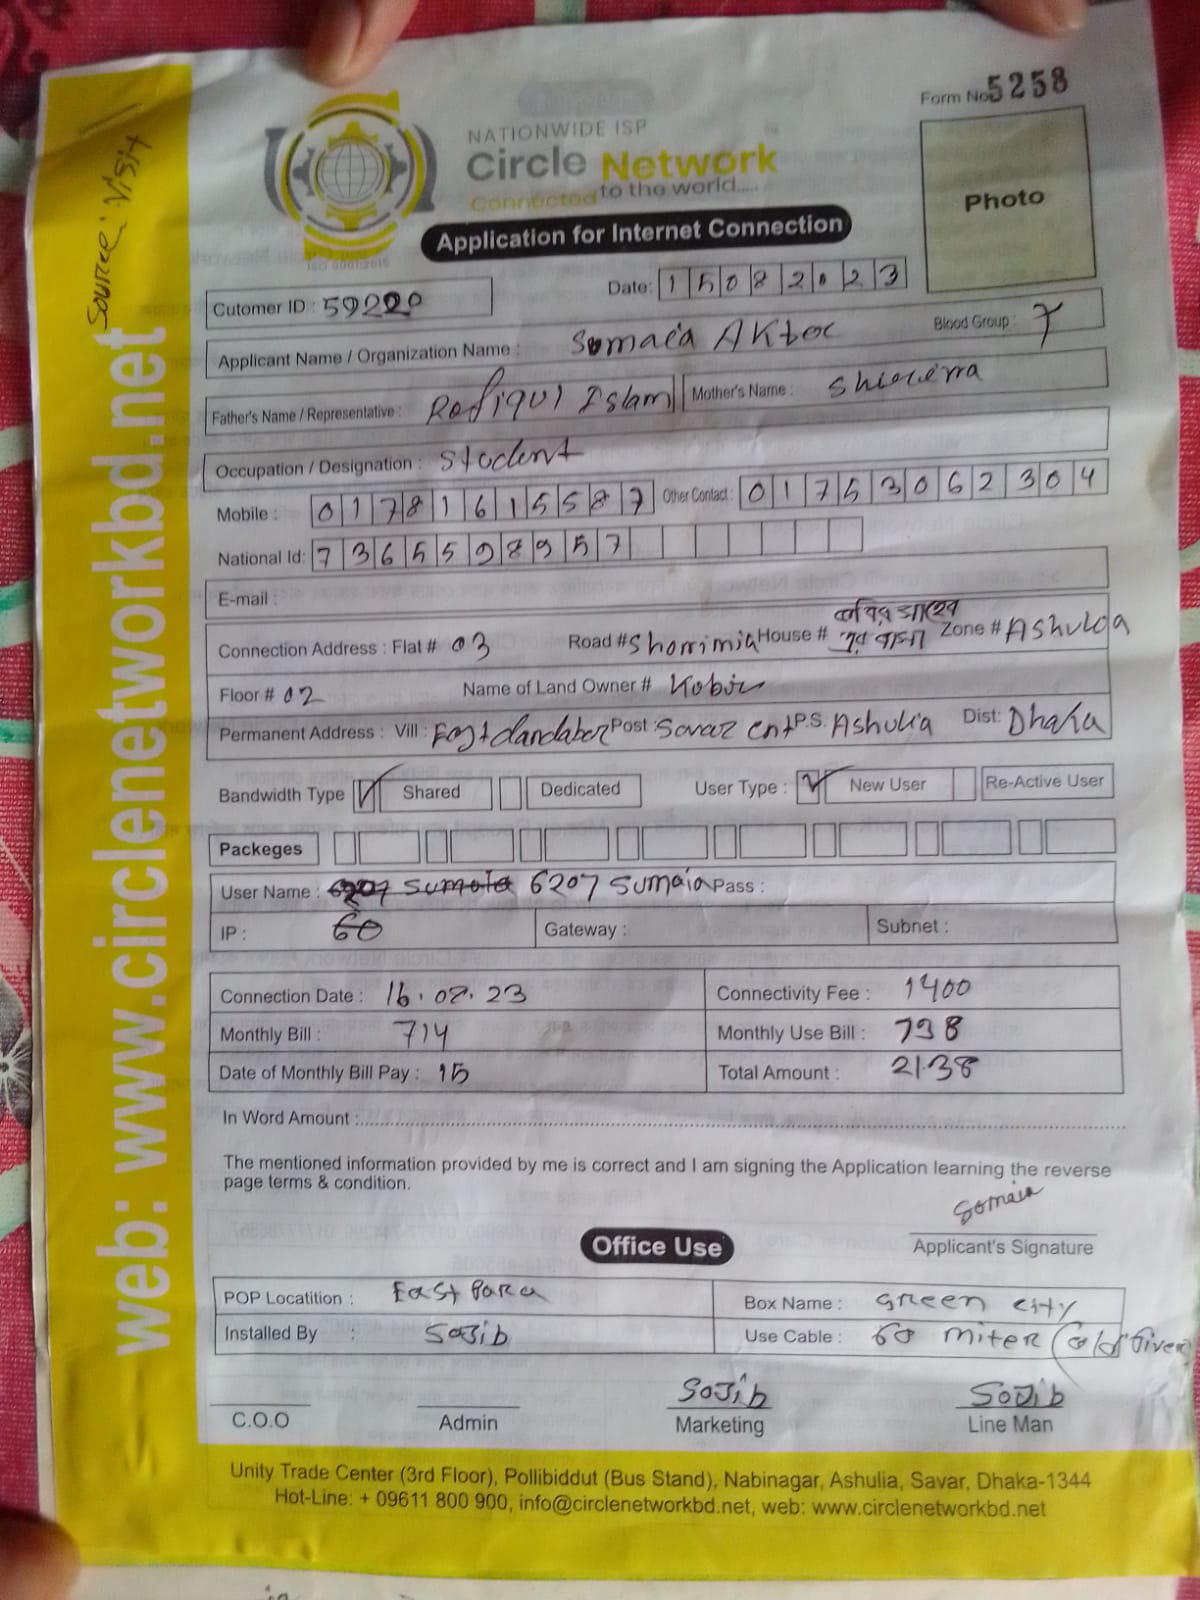 Form No. 5258
NATIONWIDE ISP
Circle Network
Connected to the world.....
Photo
Application for Internet Connection
ISO 9001:2015
Source: Visit
web: www.circlenetworkbd.net
Date: 15082023
Cutomer ID : 59220
Applicant Name / Organization Name : Sumaia Akter Blood Group :
Father's Name / Representative : Rofiqul Islam Mother's Name :
Occupation / Designation : Student
Mobile : 01781615587 Other Contact : 01753062304
National Id: 7365598957
E-mail :
Connection Address : Flat # 03 Road # Shorrimia House # Zone # Ashulia
Floor # 02 Name of Land Owner # Kobir
Permanent Address : Vill : East dandabor Post : Savar Cnt P.S. Ashulia Dist: Dhaka
Bandwidth Type Shared Dedicated User Type : New User Re-Active User
Packeges
User Name : 6207 Sumaia 6207 Sumaia Pass :
IP : 60 Gateway : Subnet :
Connection Date : 16.08.23 Connectivity Fee : 1400
Monthly Bill : 714 Monthly Use Bill : 738
Date of Monthly Bill Pay : 15 Total Amount : 2138
In Word Amount :
The mentioned information provided by me is correct and I am signing the Application learning the reverse
page terms & condition.
Somaia
Applicant's Signature
Office Use
POP Locatition : East Para Box Name : Green City
Installed By : Sojib Use Cable : 60 miter
Sojib Sojib
C.O.O Admin Marketing Line Man
Unity Trade Center (3rd Floor), Pollibiddut (Bus Stand), Nabinagar, Ashulia, Savar, Dhaka-1344
Hot-Line: + 09611 800 900, info@circlenetworkbd.net, web: www.circlenetworkbd.net